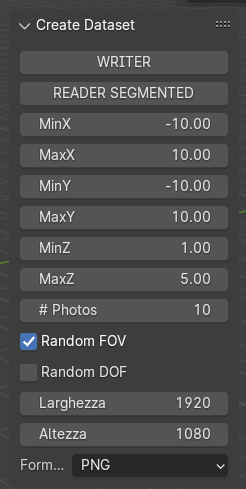 Create Dataset
WRITER
READER SEGMENTED
MinX -10.00
MaxX 10.00
MinY -10.00
MaxY 10.00
MinZ 1.00
MaxZ 5.00
# Photos 10
Random FOV
Random DOF
Larghezza 1920
Altezza 1080
Form... PNG